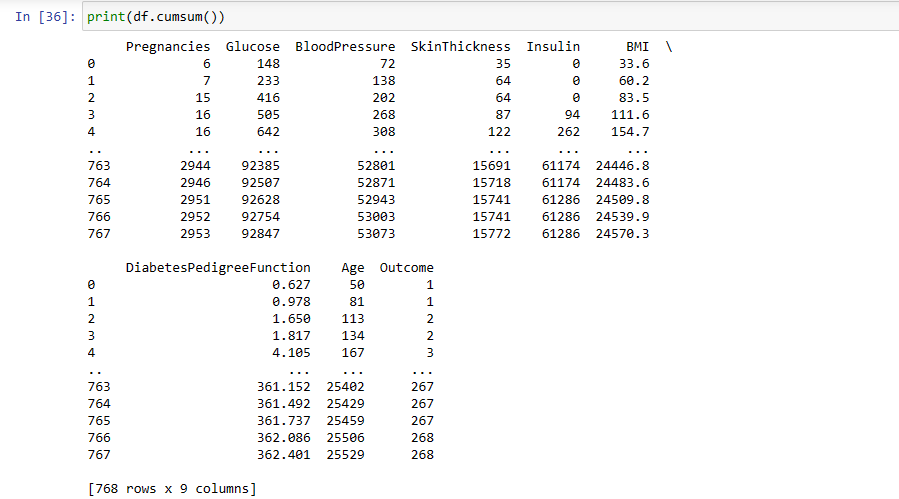 In [36]: print(df.cumsum())
Pregnancies Glucose BloodPressure SkinThickness Insulin BMI \
0 6 148 72 35 0 33.6
1 7 233 138 64 0 60.2
2 15 416 202 64 0 83.5
3 16 505 268 87 94 111.6
4 16 642 308 122 262 154.7
.. ... ... ... ... ... ...
763 2944 92385 52801 15691 61174 24446.8
764 2946 92507 52871 15718 61174 24483.6
765 2951 92628 52943 15741 61286 24509.8
766 2952 92754 53003 15741 61286 24539.9
767 2953 92847 53073 15772 61286 24570.3
DiabetesPedigreeFunction Age Outcome
0 0.627 50 1
1 0.978 81 1
2 1.650 113 2
3 1.817 134 2
4 4.105 167 3
.. ... ... ...
763 361.152 25402 267
764 361.492 25429 267
765 361.737 25459 267
766 362.086 25506 268
767 362.401 25529 268
[768 rows x 9 columns]